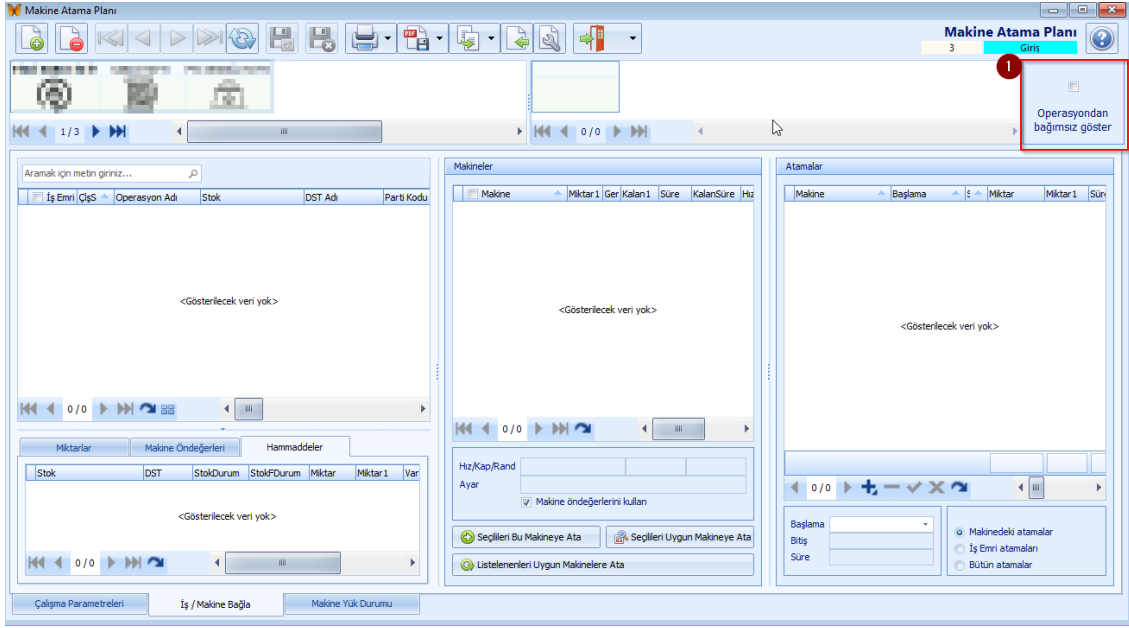 Makine Atama Planı
Makine Atama Planı
3 Giriş
1
Operasyondan
bağımsız göster
1/3
0/0
Aramak için metin giriniz...
İş Emri ÇlşS Operasyon Adı Stok DST Adı Parti Kodu
<Gösterilecek veri yok>
0/0
Miktarlar Makine Öndeğerleri Hammaddeler
Stok DST StokDurum StokFDurum Miktar Miktar1 Var
<Gösterilecek veri yok>
0/0
Makineler
Makine Miktar1 Ger Kalan1 Süre KalanSüre Hız
<Gösterilecek veri yok>
0/0
Hız/Kap/Rand
Ayar
Makine öndeğerlerini kullan
Seçlileri Bu Makineye Ata Seçlileri Uygun Makineye Ata
Listelenenleri Uygun Makinelere Ata
Atamalar
Makine Başlama S Miktar Miktar1 Süre
<Gösterilecek veri yok>
0/0
Başlama
Bitiş
Süre
Makinedeki atamalar
İş Emri atamaları
Bütün atamalar
Çalışma Parametreleri İş / Makine Bağla Makine Yük Durumu